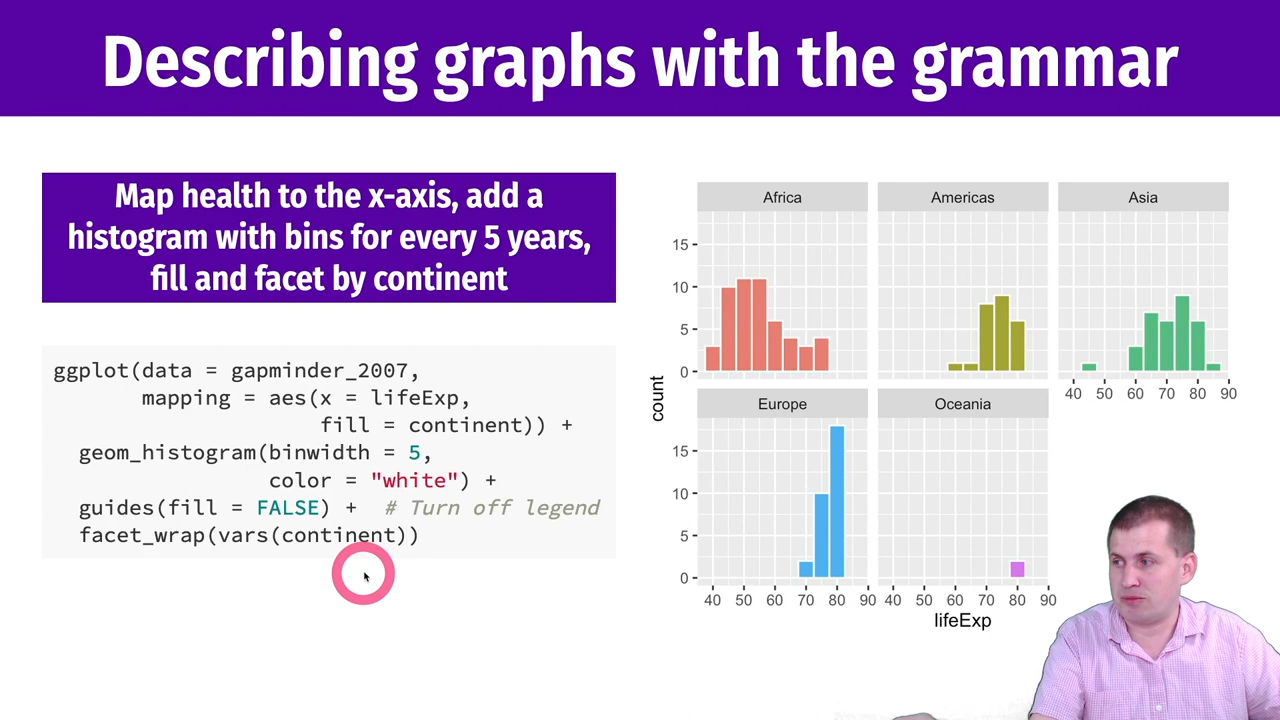 Describing graphs with the grammar
Map health to the x-axis, add a
histogram with bins for every 5 years,
fill and facet by continent
ggplot(data = gapminder_2007,
mapping = aes(x = lifeExp,
fill = continent)) +
geom_histogram(binwidth = 5,
color = "white") +
guides(fill = FALSE) + # Turn off legend
facet_wrap(vars(continent))
Africa Americas Asia
15
10
5
0
40 50 60 70 80 90
count
Europe Oceania
15
10
5
0
40 50 60 70 80 90 40 50 60 70 80 90
lifeExp